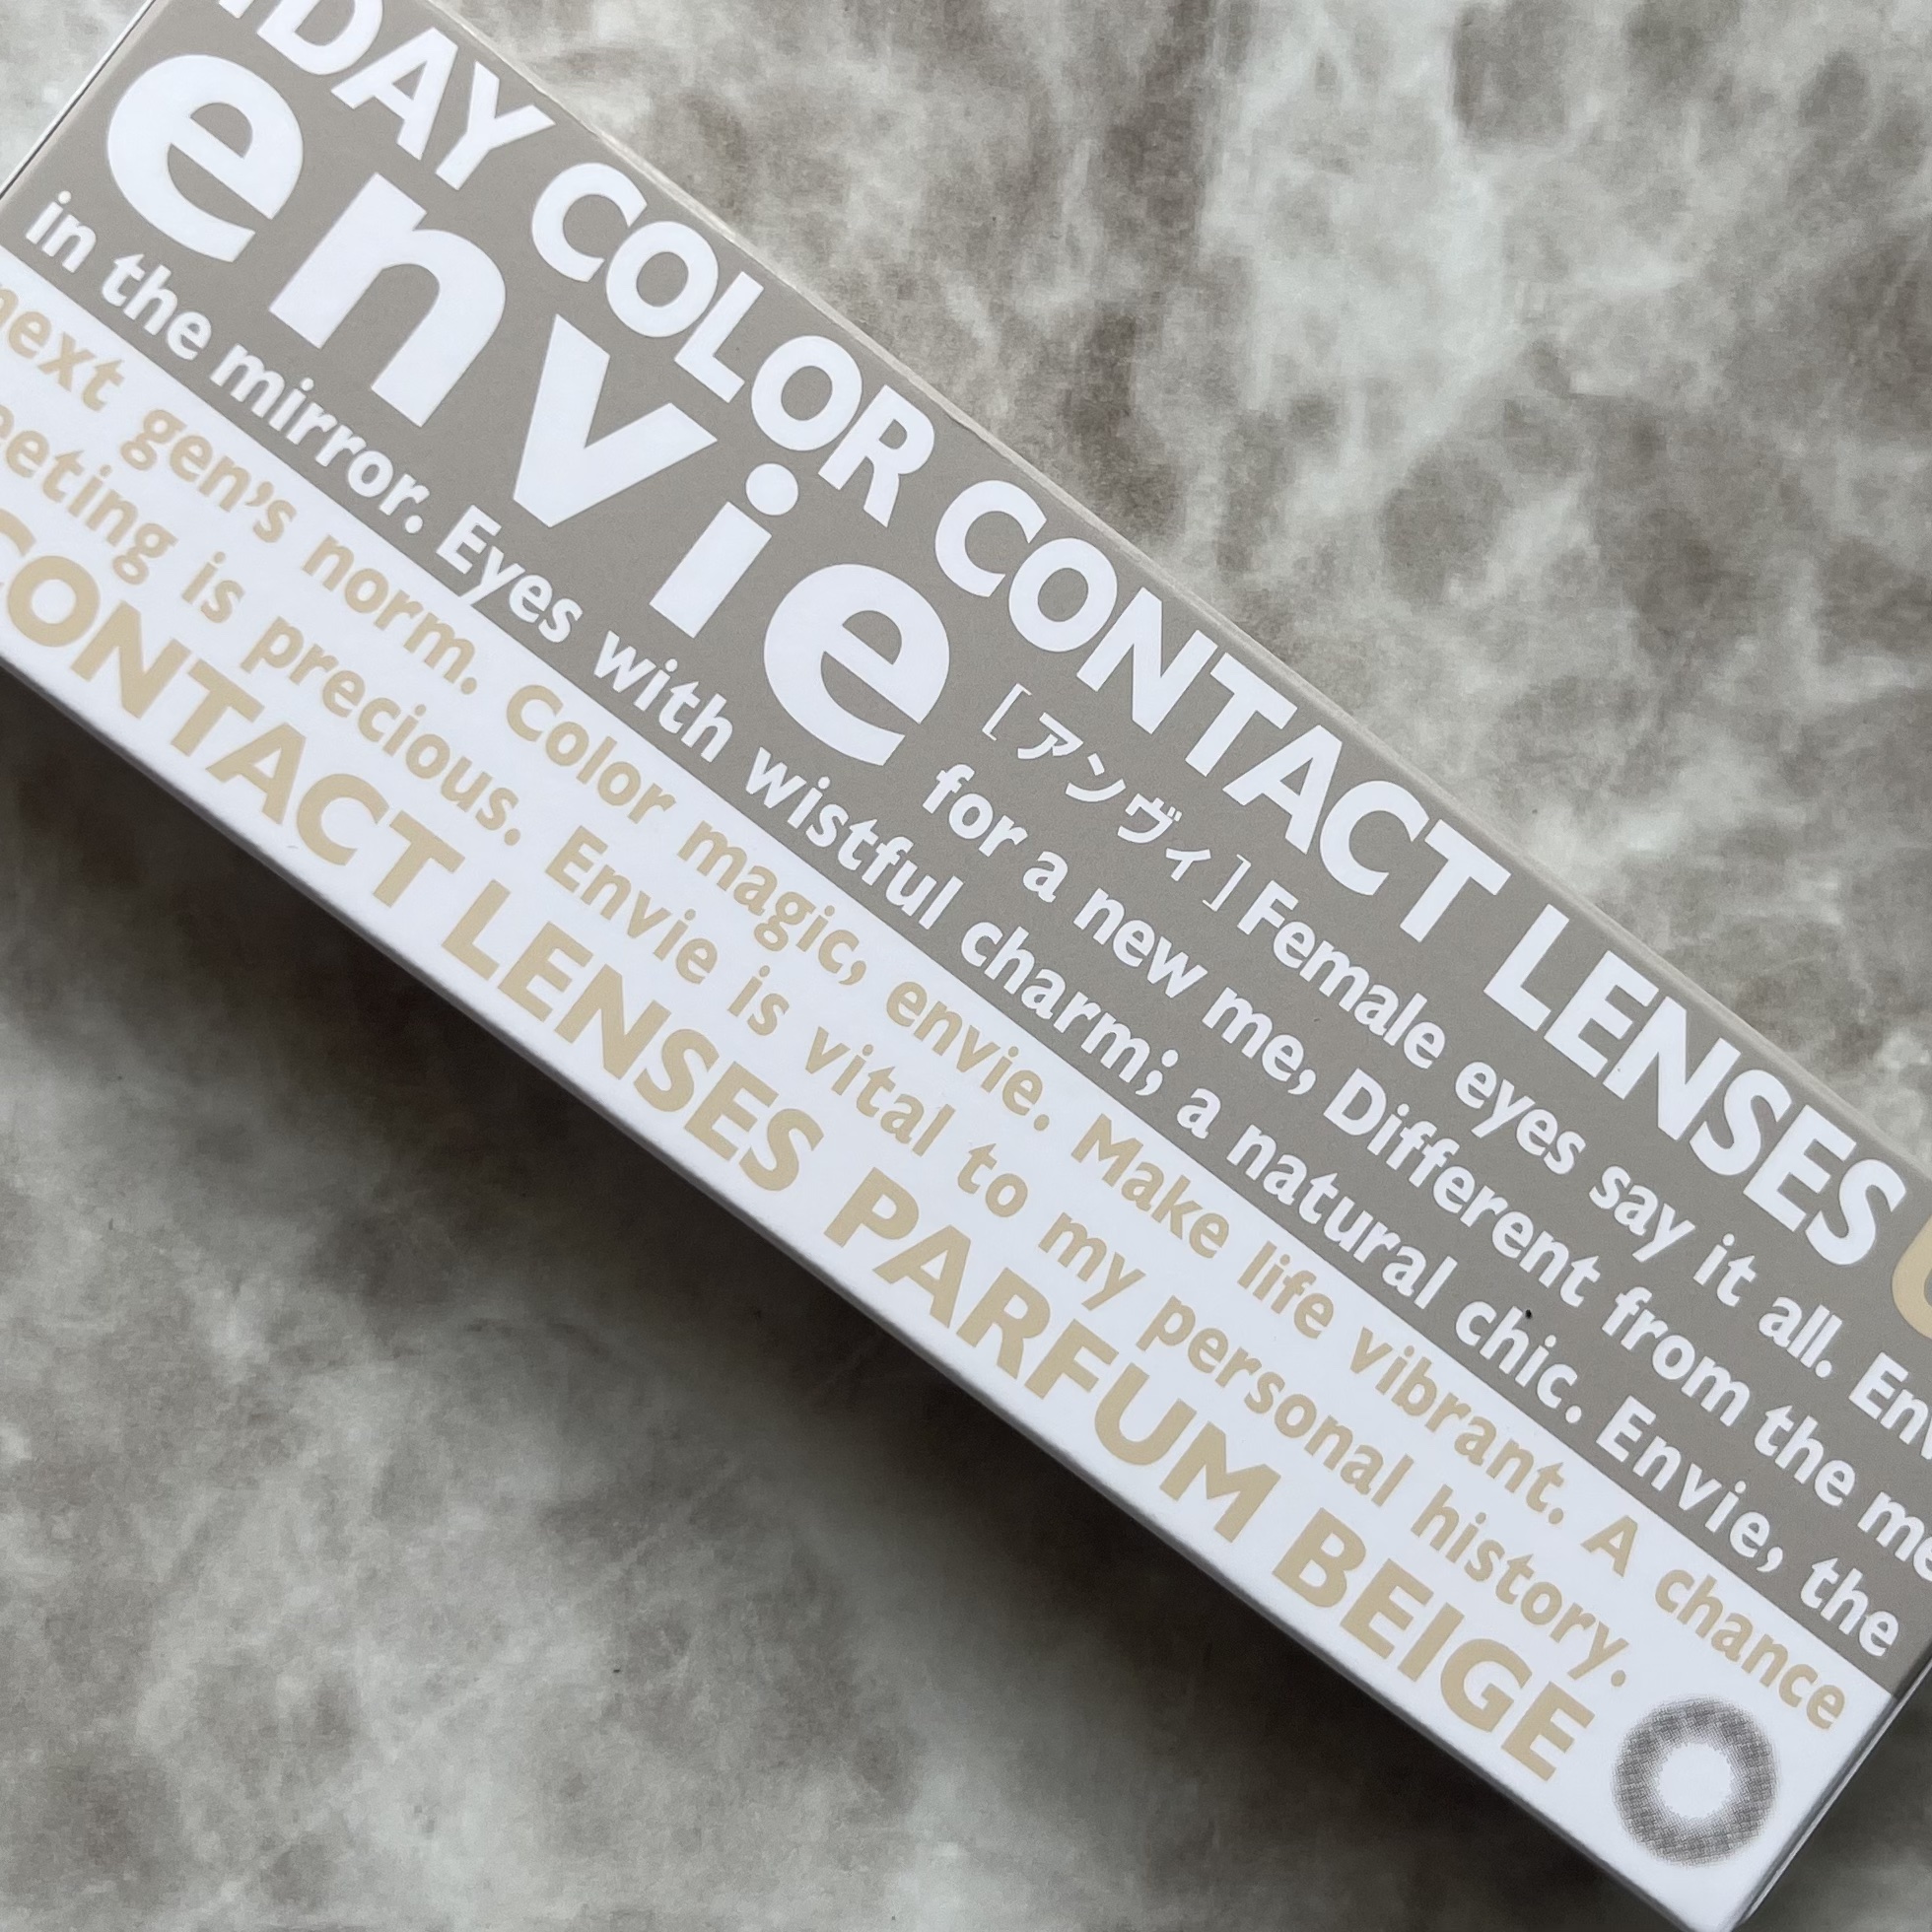 1DAY COLOR CONTACT LENSES
envie [アンヴィ] Female eyes say it all. Env
for a new me, Different from the me
in the mirror. Eyes with wistful charm; a natural chic. Envie, the
next gen's norm. Color magic, envie. Make life vibrant. A chance
eeting is precious. Envie is vital to my personal history.
CONTACT LENSES PARFUM BEIGE